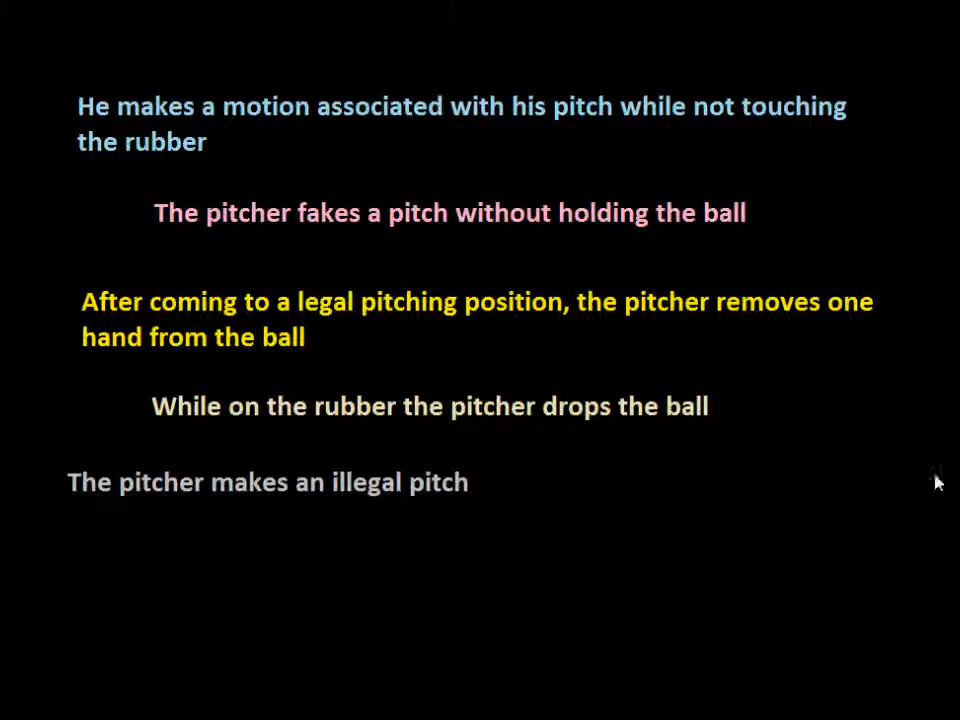 He makes a motion associated with his pitch while not touching
the rubber
The pitcher fakes a pitch without holding the ball
After coming to a legal pitching position, the pitcher removes one
hand from the ball
While on the rubber the pitcher drops the ball
The pitcher makes an illegal pitch